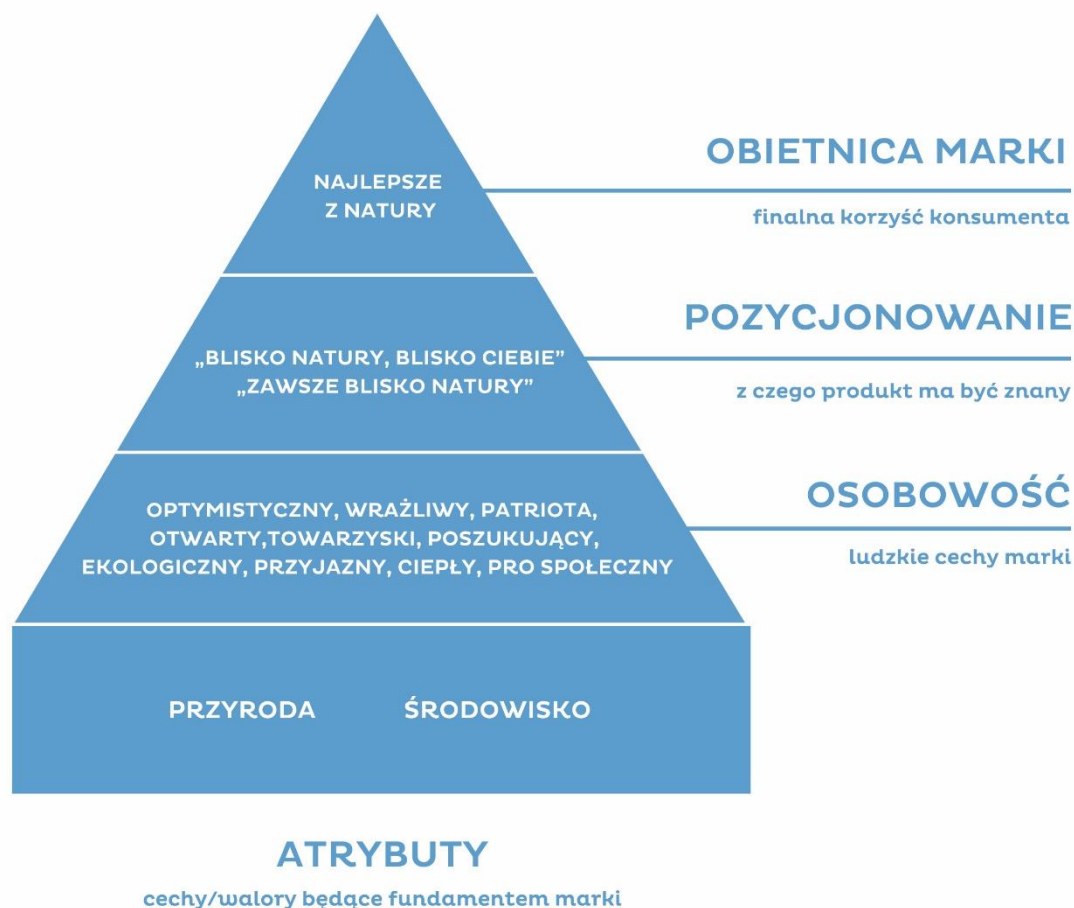 NAJLEPSZE
Z NATURY
OBIETNICA MARKI
finalna korzyść konsumenta
„BLISKO NATURY, BLISKO CIEBIE”
„ZAWSZE BLISKO NATURY”
POZYCJONOWANIE
z czego produkt ma być znany
OPTYMISTYCZNY, WRAŻLIWY, PATRIOTA,
OTWARTY,TOWARZYSKI, POSZUKUJĄCY,
EKOLOGICZNY, PRZYJAZNY, CIEPŁY, PRO SPOŁECZNY
OSOBOWOŚĆ
ludzkie cechy marki
PRZYRODA ŚRODOWISKO
ATRYBUTY
cechy/walory będące fundamentem marki